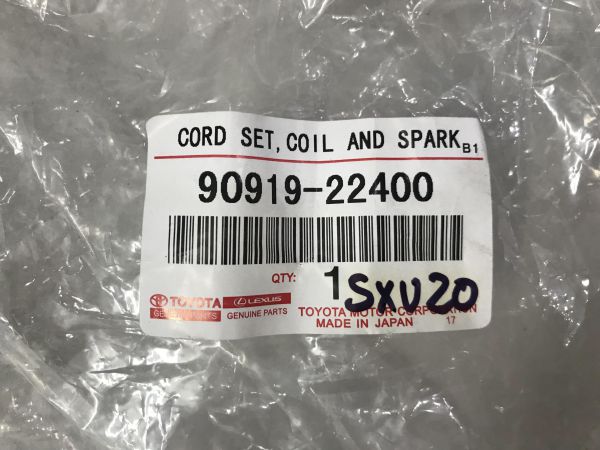 CORD SET, COIL AND SPARK B1
90919-22400
QTY: 1 SXV20
TOYOTA LEXUS
GENUINE PARTS GENUINE PARTS TOYOTA MOTOR CORPORATION
MADE IN JAPAN 17